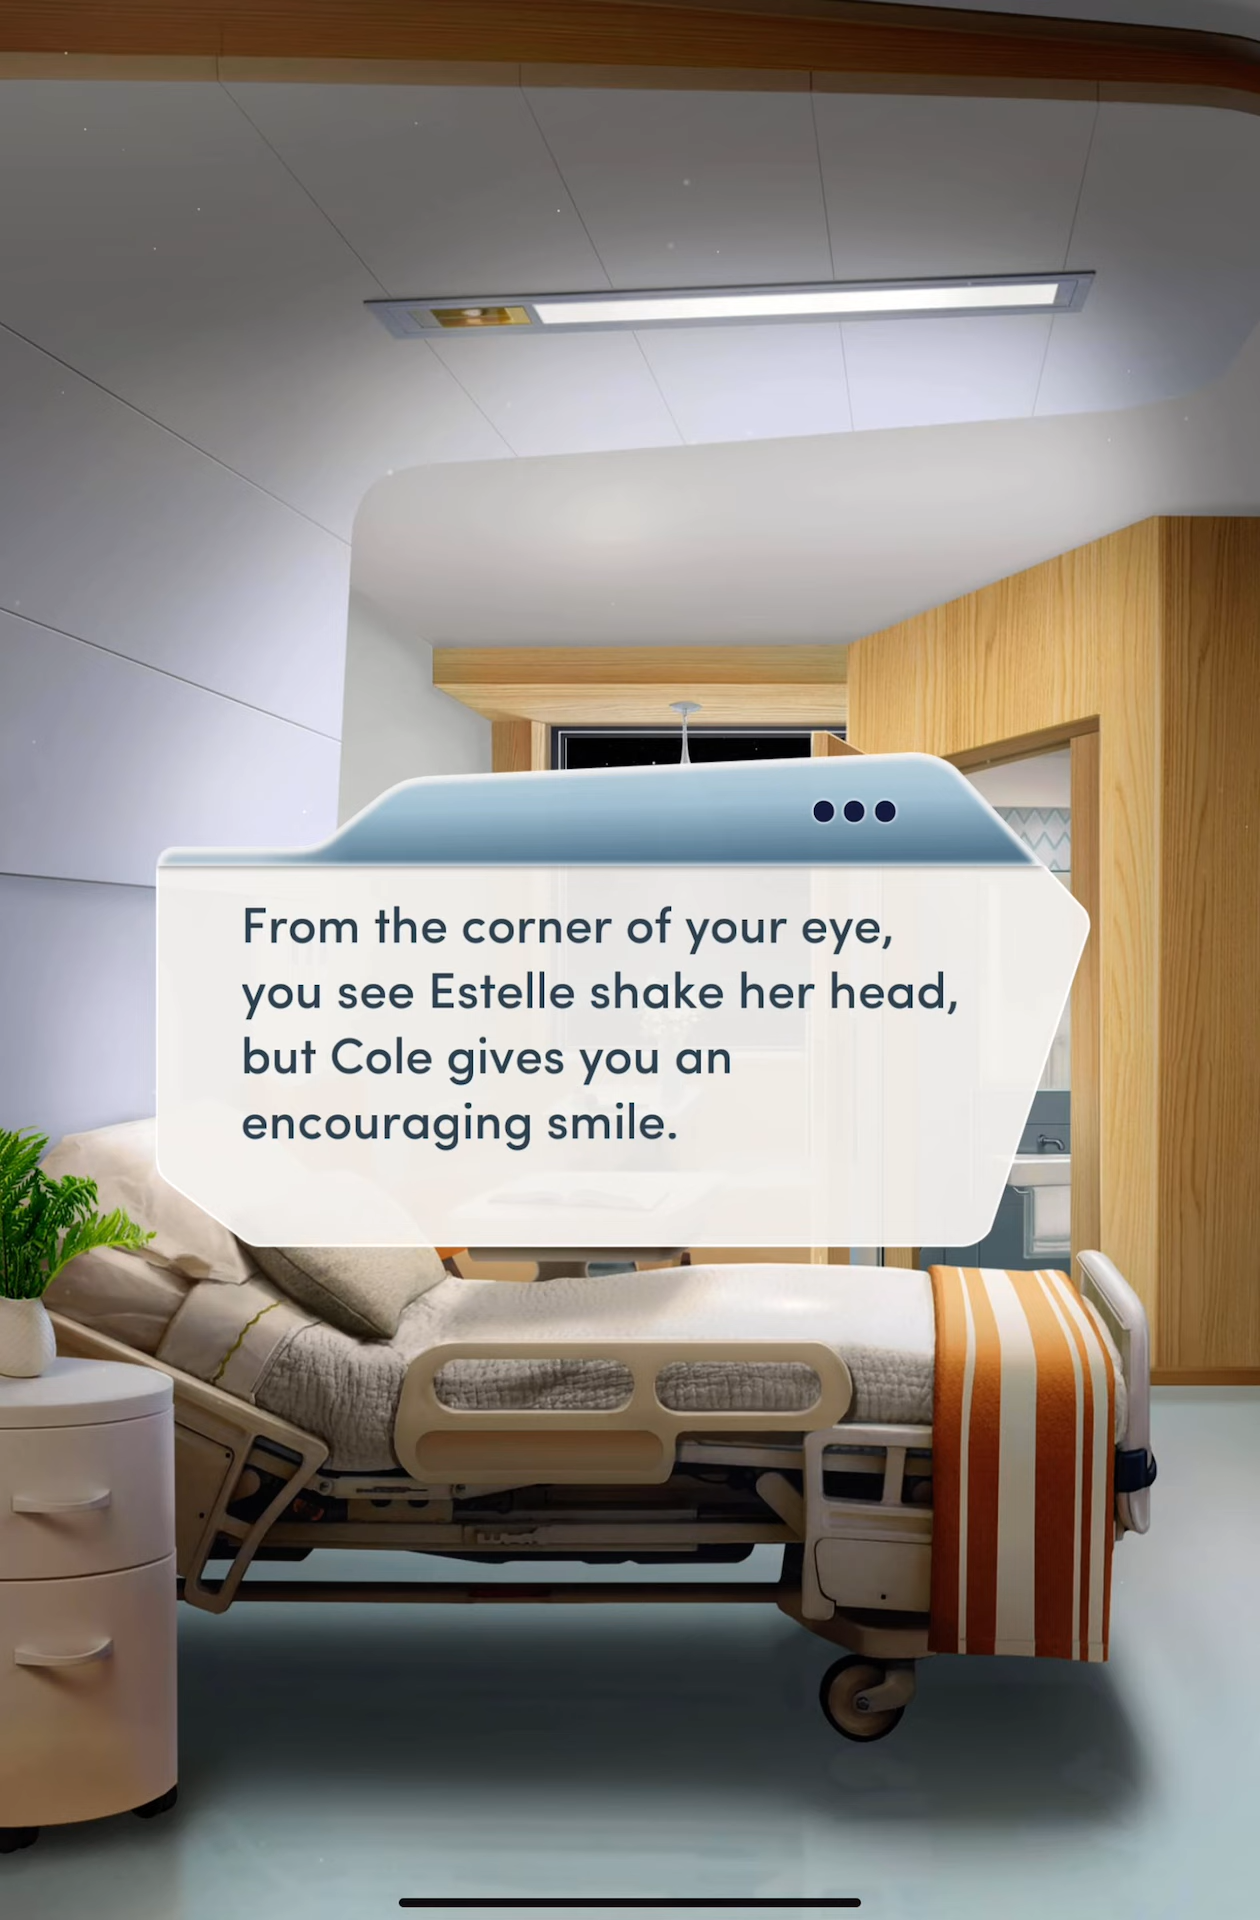 From the corner of your eye,
you see Estelle shake her head,
but Cole gives you an
encouraging smile.